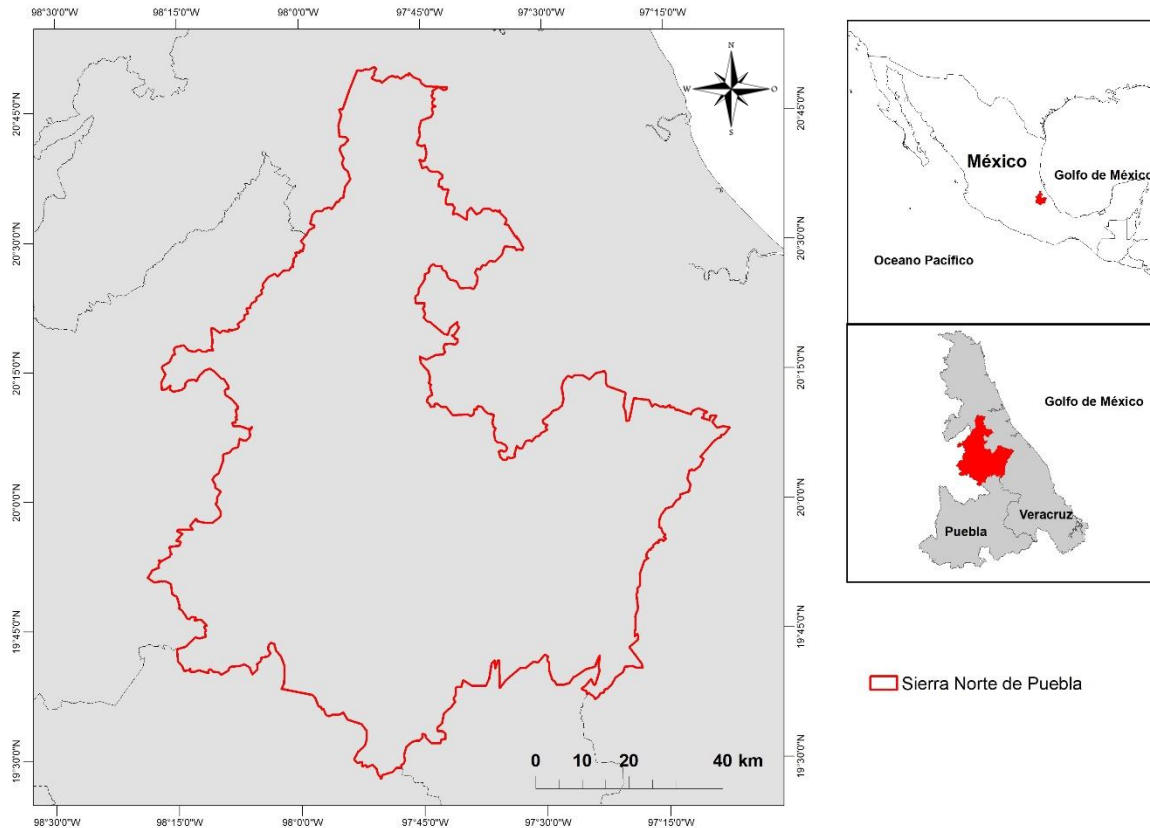 98°30'0"W
98°15'0"W
98°0'0"W
97°45'0"W
97°30'0"W
97°15'0"W
20°45'0"N
20°30'0"N
20°15'0"N
20°0'0"N
19°45'0"N
19°30'0"N
N
W
O
S
20°45'0"N
20°30'0"N
20°15'0"N
20°0'0"N
19°45'0"N
19°30'0"N
0 10 20 40 km
98°30'0"W
98°15'0"W
98°0'0"W
97°45'0"W
97°30'0"W
97°15'0"W
México
Golfo de México
Oceano Pacífico
Golfo de México
Veracruz
Puebla
Sierra Norte de Puebla